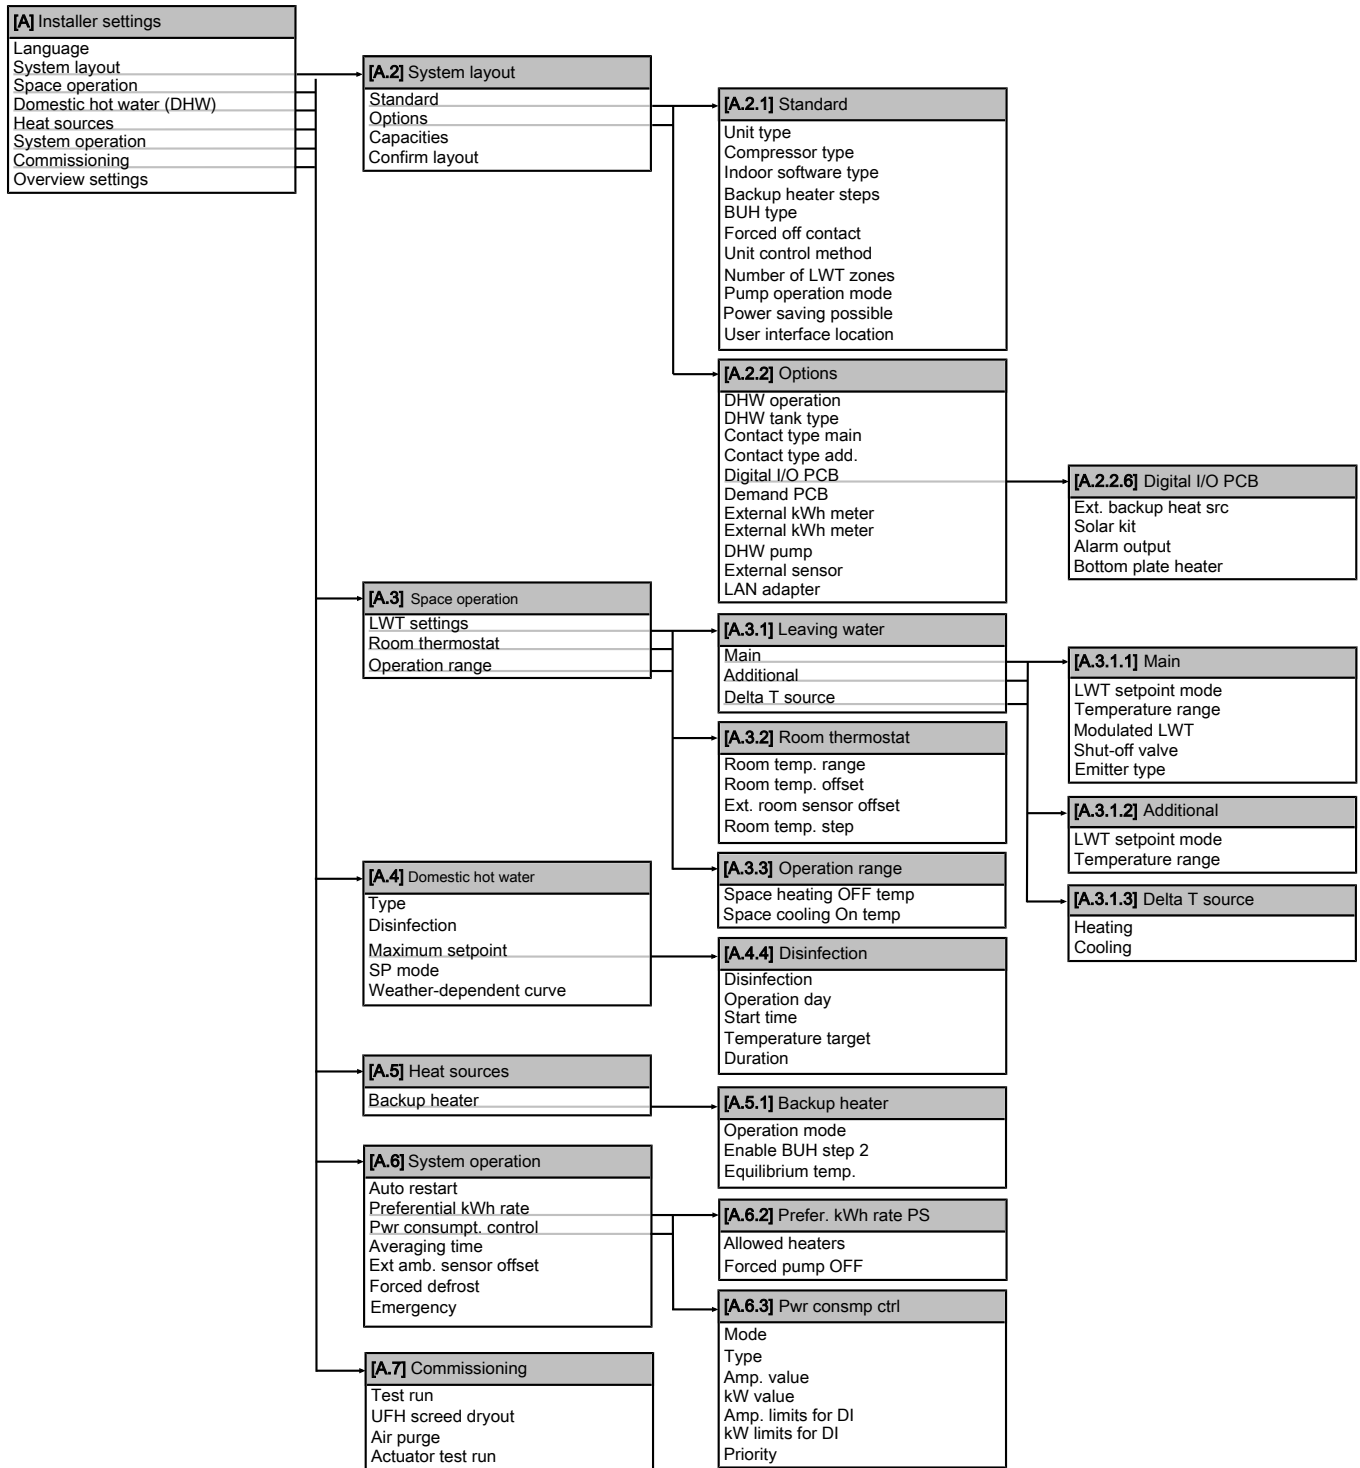 [A] Installer settings
Language
System layout
Space operation
Domestic hot water (DHW)
Heat sources
System operation
Commissioning
Overview settings
[A.2] System layout
Standard
Options
Capacities
Confirm layout
[A.2.1] Standard
Unit type
Compressor type
Indoor software type
Backup heater steps
BUH type
Forced off contact
Unit control method
Number of LWT zones
Pump operation mode
Power saving possible
User interface location
[A.2.2] Options
DHW operation
DHW tank type
Contact type main
Contact type add.
Digital I/O PCB
Demand PCB
External kWh meter
External kWh meter
DHW pump
External sensor
LAN adapter
[A.2.2.6] Digital I/O PCB
Ext. backup heat src
Solar kit
Alarm output
Bottom plate heater
[A.3] Space operation
LWT settings
Room thermostat
Operation range
[A.3.1] Leaving water
Main
Additional
Delta T source
[A.3.1.1] Main
LWT setpoint mode
Temperature range
Modulated LWT
Shut-off valve
Emitter type
[A.3.1.2] Additional
LWT setpoint mode
Temperature range
[A.3.1.3] Delta T source
Heating
Cooling
[A.3.2] Room thermostat
Room temp. range
Room temp. offset
Ext. room sensor offset
Room temp. step
[A.3.3] Operation range
Space heating OFF temp
Space cooling On temp
[A.4] Domestic hot water
Type
Disinfection
Maximum setpoint
SP mode
Weather-dependent curve
[A.4.4] Disinfection
Disinfection
Operation day
Start time
Temperature target
Duration
[A.5] Heat sources
Backup heater
[A.5.1] Backup heater
Operation mode
Enable BUH step 2
Equilibrium temp.
[A.6] System operation
Auto restart
Preferential kWh rate
Pwr consumpt. control
Averaging time
Ext amb. sensor offset
Forced defrost
Emergency
[A.6.2] Prefer. kWh rate PS
Allowed heaters
Forced pump OFF
[A.6.3] Pwr consmp ctrl
Mode
Type
Amp. value
kW value
Amp. limits for DI
kW limits for DI
Priority
[A.7] Commissioning
Test run
UFH screed dryout
Air purge
Actuator test run